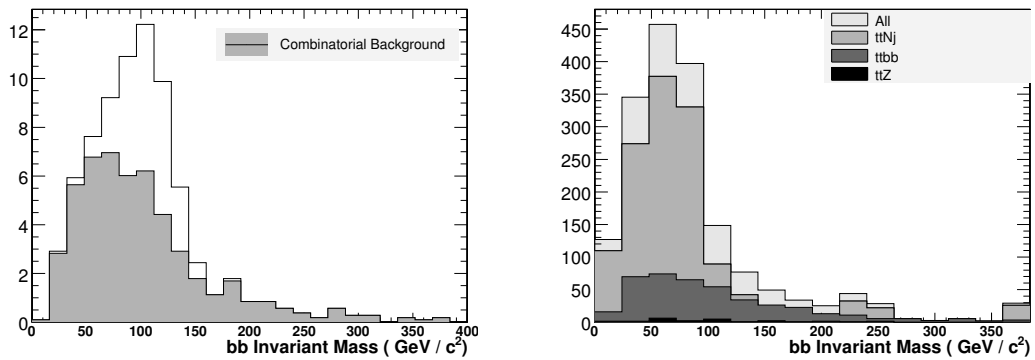 12
10
8
6
4
2
0
0 50 100 150 200 250 300 350 400
bb Invariant Mass ( GeV / c²)
Combinatorial Background
450
400
350
300
250
200
150
100
50
0
0 50 100 150 200 250 300 350
bb Invariant Mass ( GeV / c²)
All
ttNj
ttbb
ttZ